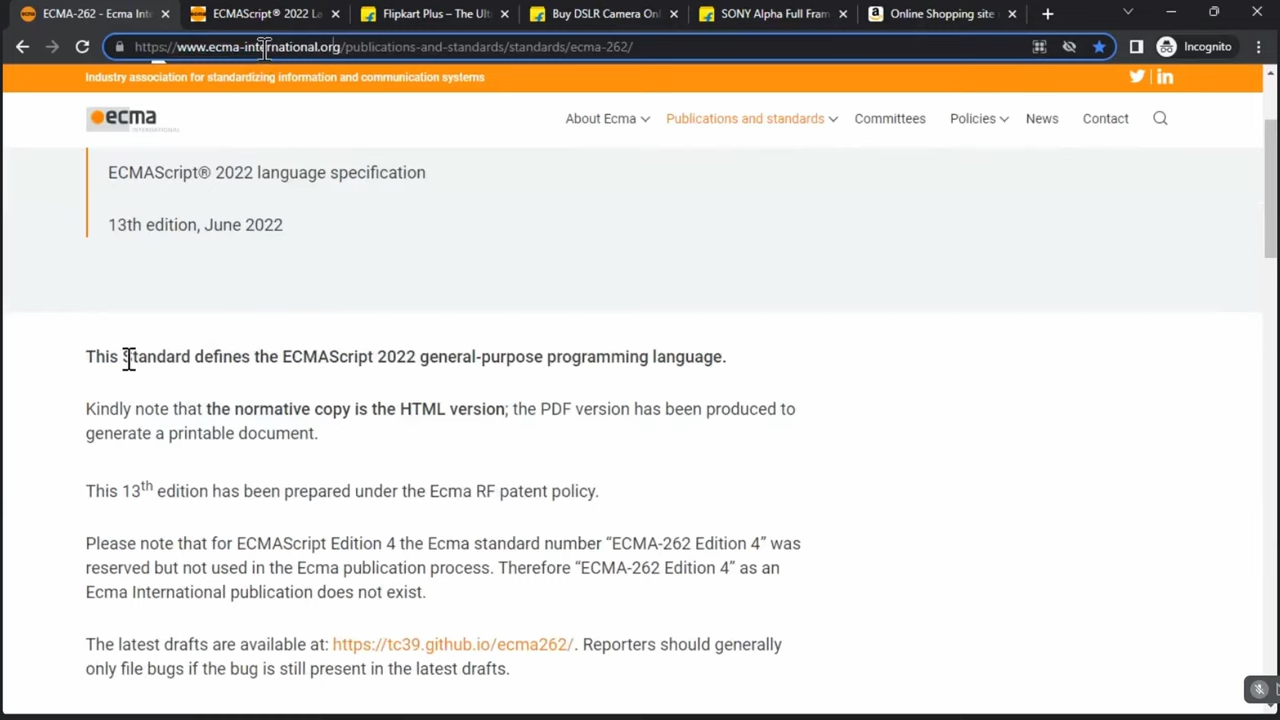 ECMA-262 - Ecma Int
ECMAScript® 2022 La
Flipkart Plus – The Ult
Buy DSLR Camera Onl
SONY Alpha Full Fram
Online Shopping site
https://www.ecma-international.org/publications-and-standards/standards/ecma-262/
Incognito
Industry association for standardizing information and communication systems
ecma
INTERNATIONAL
About Ecma
Publications and standards
Committees
Policies
News
Contact
ECMAScript® 2022 language specification
13th edition, June 2022
This Standard defines the ECMAScript 2022 general-purpose programming language.
Kindly note that the normative copy is the HTML version; the PDF version has been produced to
generate a printable document.
This 13th edition has been prepared under the Ecma RF patent policy.
Please note that for ECMAScript Edition 4 the Ecma standard number “ECMA-262 Edition 4” was
reserved but not used in the Ecma publication process. Therefore “ECMA-262 Edition 4” as an
Ecma International publication does not exist.
The latest drafts are available at: https://tc39.github.io/ecma262/. Reporters should generally
only file bugs if the bug is still present in the latest drafts.